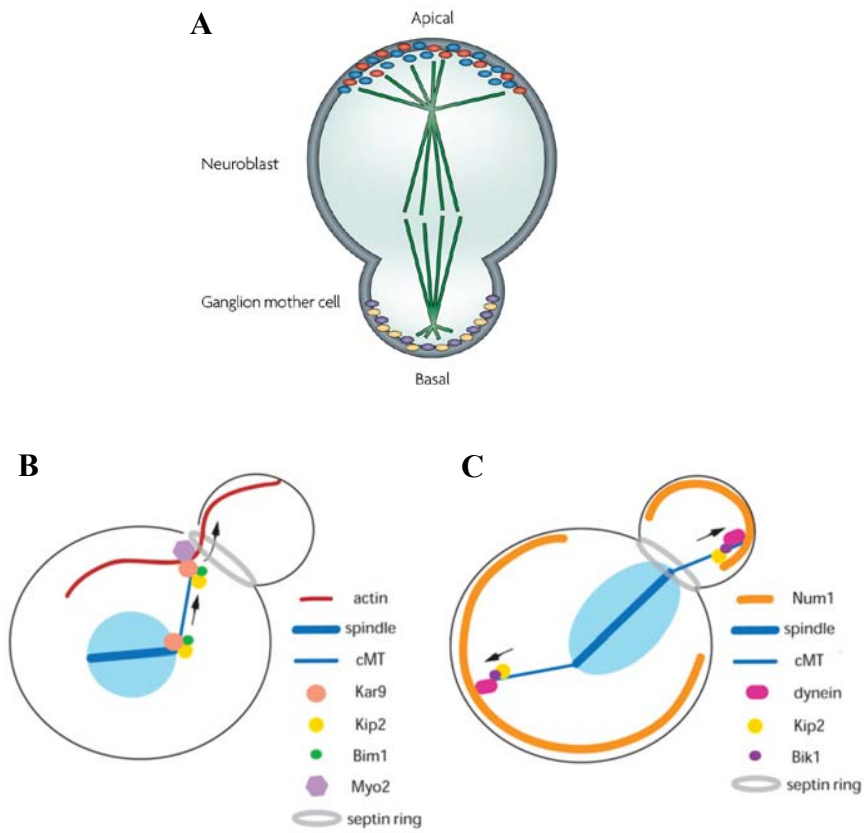 A
Apical
Neuroblast
Ganglion mother cell
Basal
B
actin
spindle
cMT
Kar9
Kip2
Bim1
Myo2
septin ring
C
Num1
spindle
cMT
dynein
Kip2
Bik1
septin ring